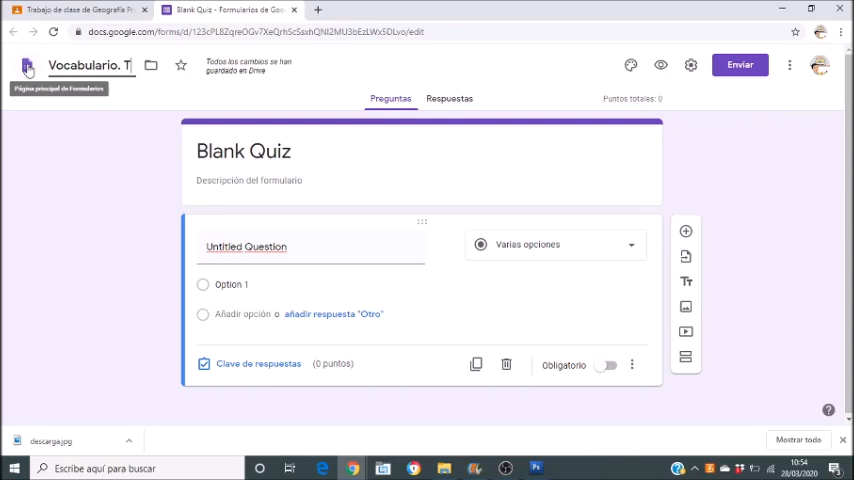 Trabajo de clase de Geografía Pr
Blank Quiz - Formularios de Goo
docs.google.com/forms/d/123cPL8ZqreOGv7XeQrhScSsxhQNi2MU3bEzLWx5DLvo/edit
Vocabulario. T
Todos los cambios se han
guardado en Drive
Enviar
Página principal de Formularios
Preguntas
Respuestas
Puntos totales: 0
Blank Quiz
Descripción del formulario
Untitled Question
Varias opciones
Option 1
Añadir opción o añadir respuesta "Otro"
Clave de respuestas (0 puntos)
Obligatorio
descarga.jpg
Mostrar todo
Escribe aquí para buscar
10:54
28/03/2020